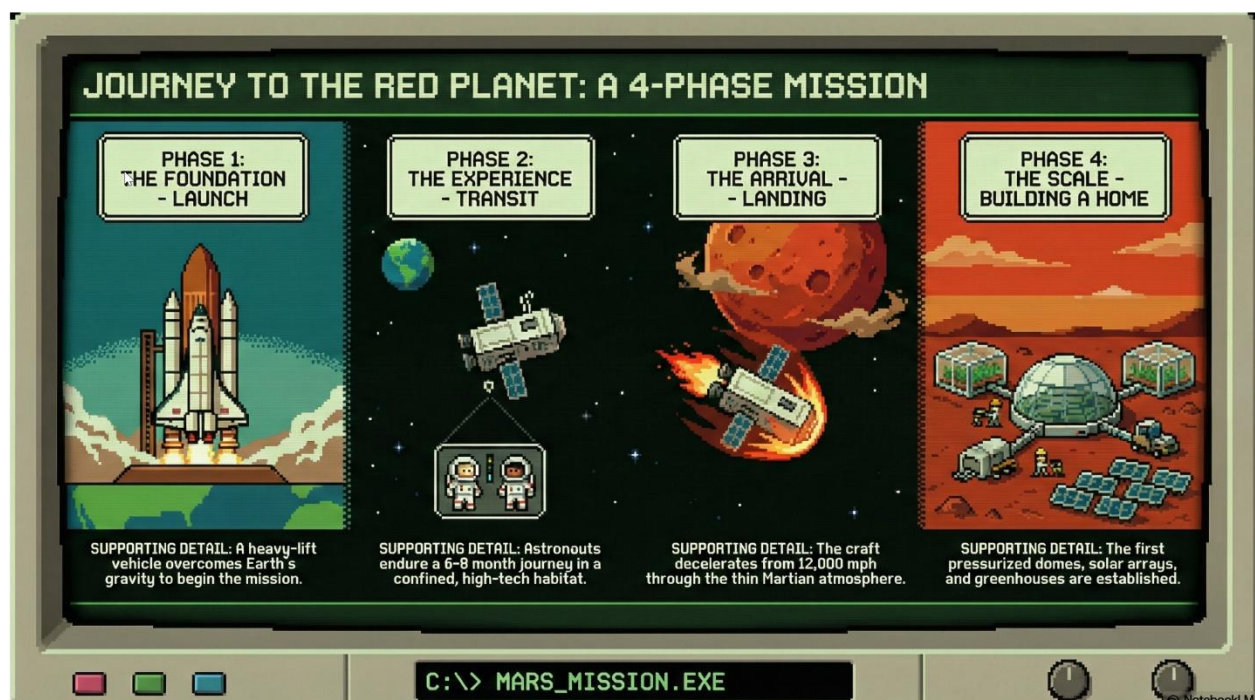 JOURNEY TO THE RED PLANET: A 4-PHASE MISSION
PHASE 1:
THE FOUNDATION
- LAUNCH
SUPPORTING DETAIL: A heavy-lift
vehicle overcomes Earth's
gravity to begin the mission.
PHASE 2:
THE EXPERIENCE
- TRANSIT
SUPPORTING DETAIL: Astronauts
endure a 6-8 month journey in a
confined, high-tech habitat.
PHASE 3:
THE ARRIVAL -
- LANDING
SUPPORTING DETAIL: The craft
decelerates from 12,000 mph
through the thin Martian atmosphere.
PHASE 4:
THE SCALE -
BUILDING A HOME
SUPPORTING DETAIL: The first
pressurized domes, solar arrays,
and greenhouses are established.
C:\> MARS_MISSION.EXE
NotebookLM